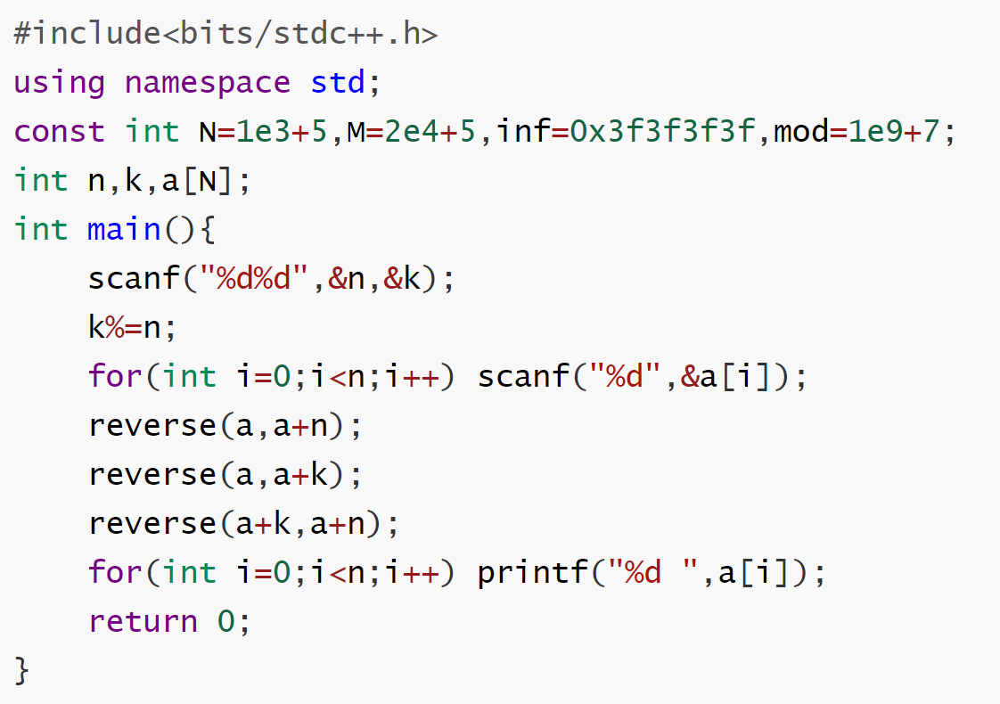 #include<bits/stdc++.h>
using namespace std;
const int N=1e3+5,M=2e4+5,inf=0x3f3f3f3f,mod=1e9+7;
int n,k,a[N];
int main(){
    scanf("%d%d",&n,&k);
    k%=n;
    for(int i=0;i<n;i++) scanf("%d",&a[i]);
    reverse(a,a+n);
    reverse(a,a+k);
    reverse(a+k,a+n);
    for(int i=0;i<n;i++) printf("%d ",a[i]);
    return 0;
}